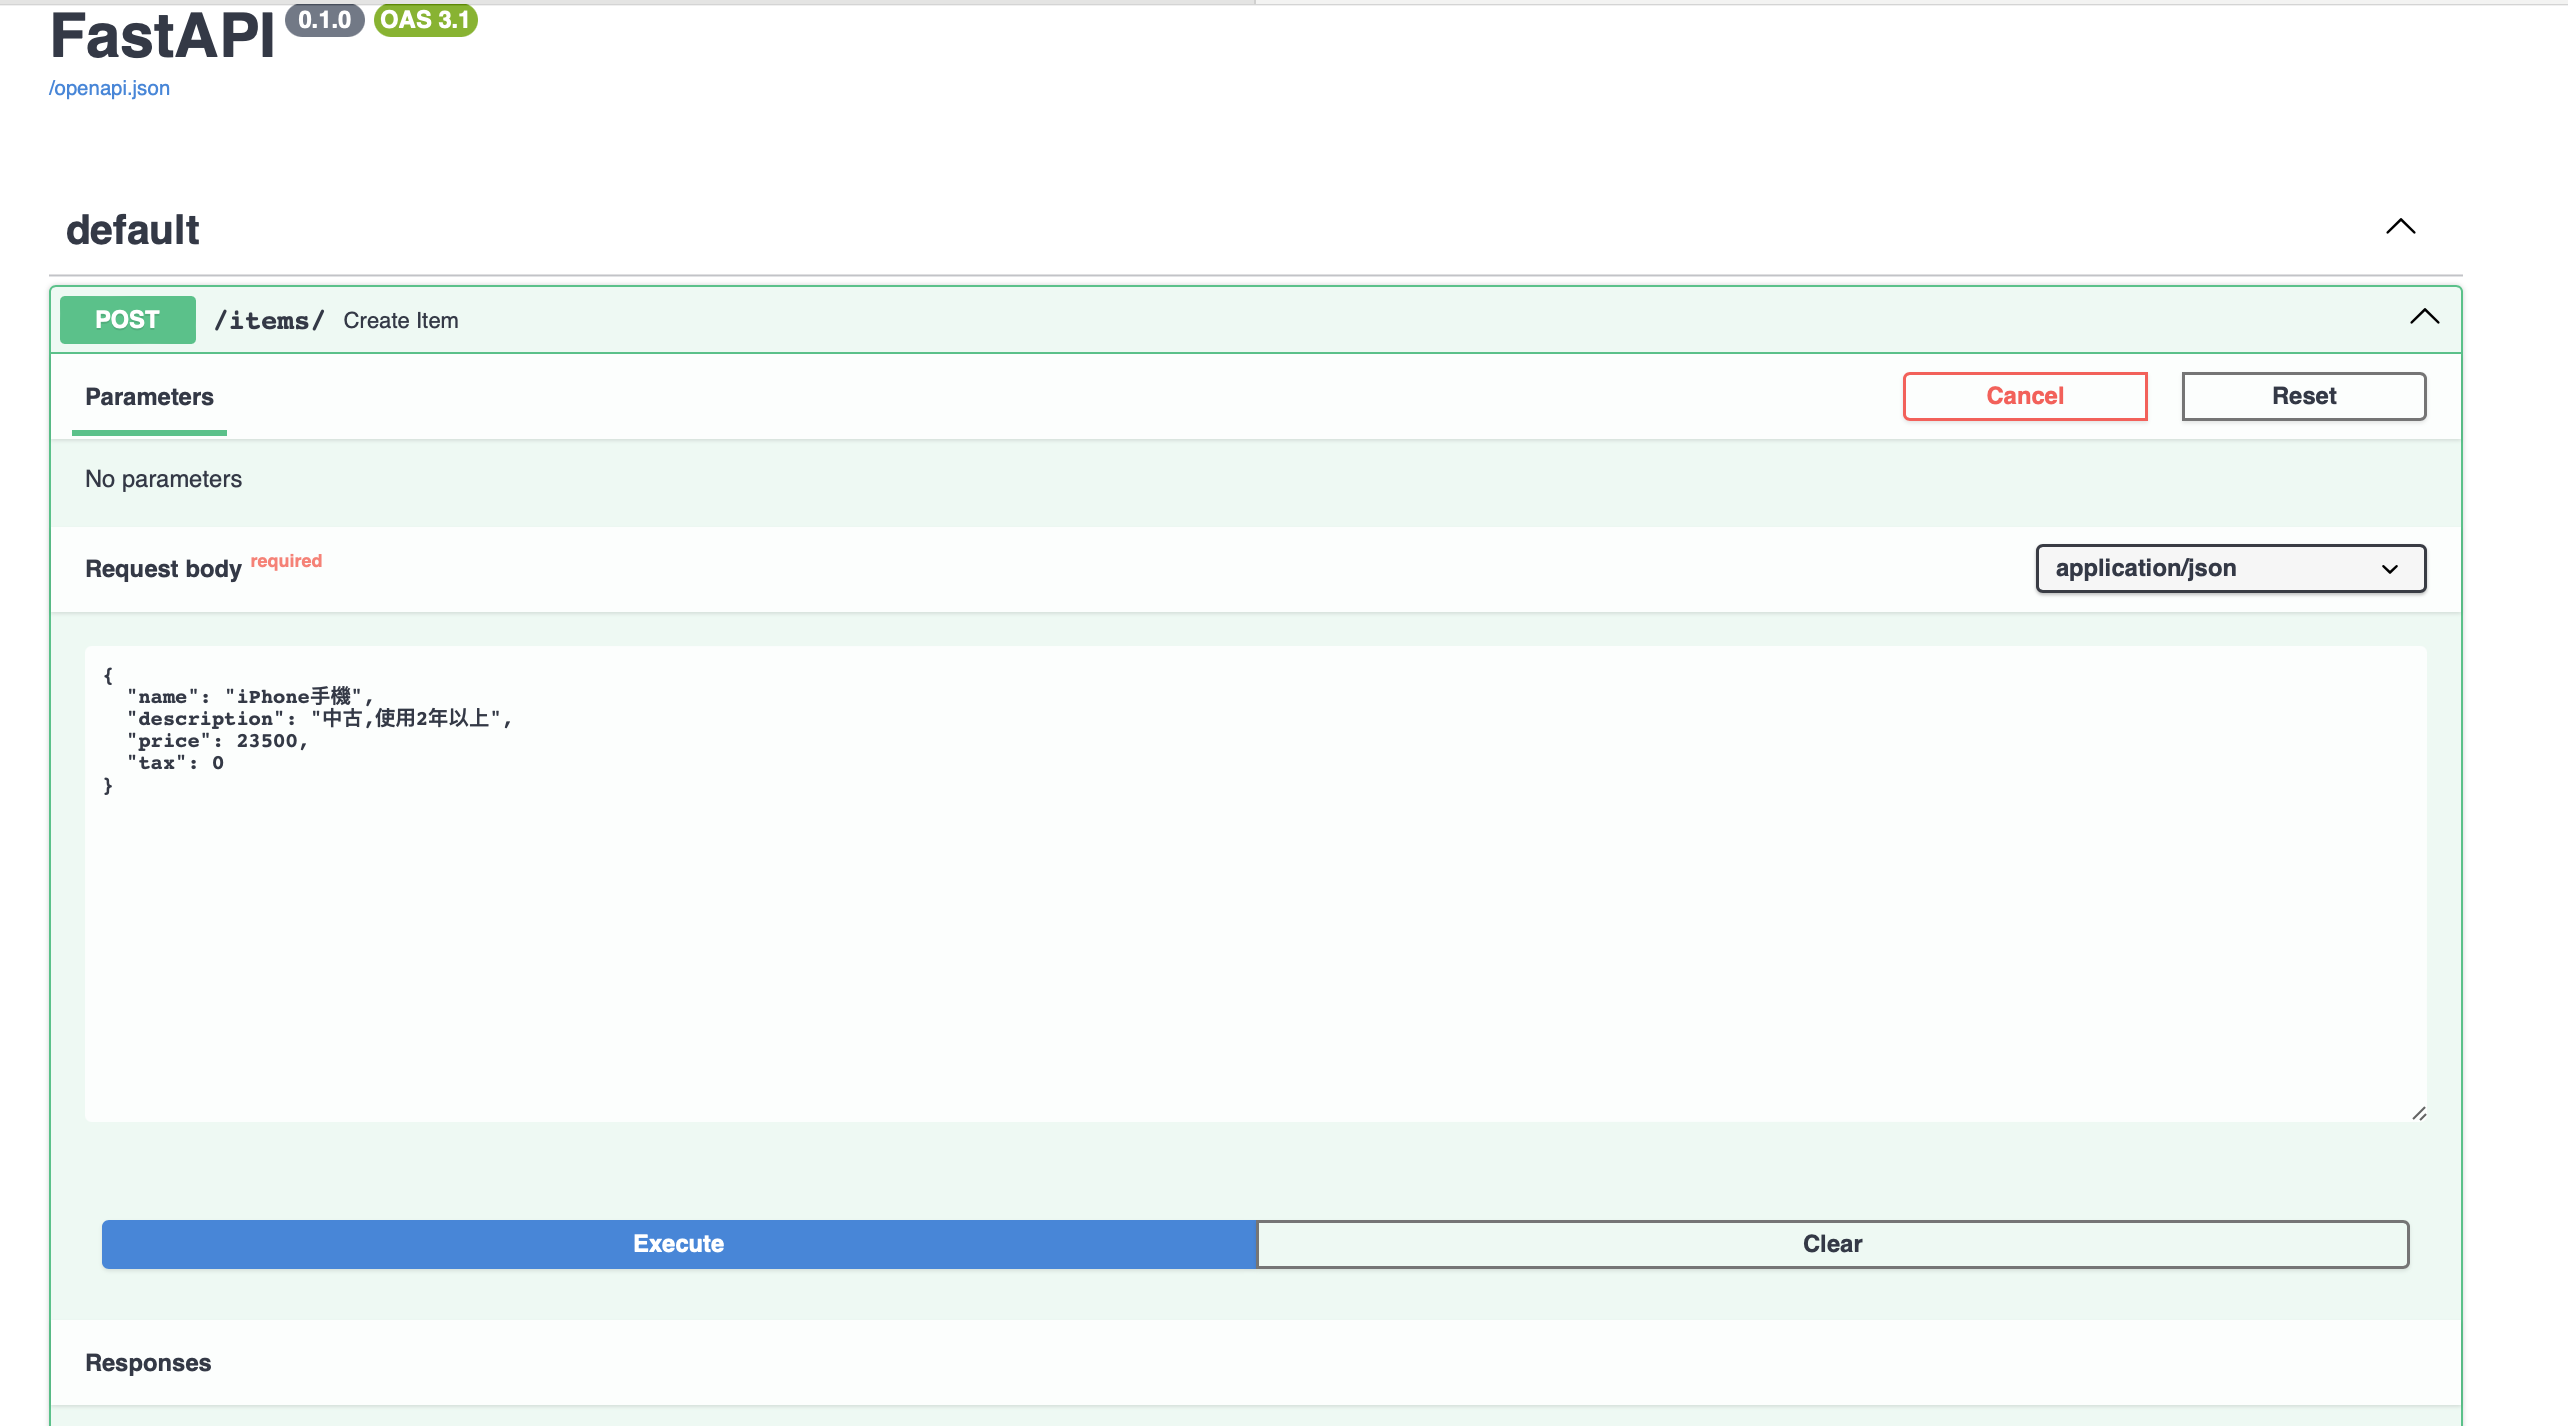 FastAPI 0.1.0 OAS 3.1
/openapi.json
default
POST /items/ Create Item
Parameters
Cancel
Reset
No parameters
Request body required
application/json
{
  "name": "iPhone手機",
  "description": "中古,使用2年以上",
  "price": 23500,
  "tax": 0
}
Execute
Clear
Responses